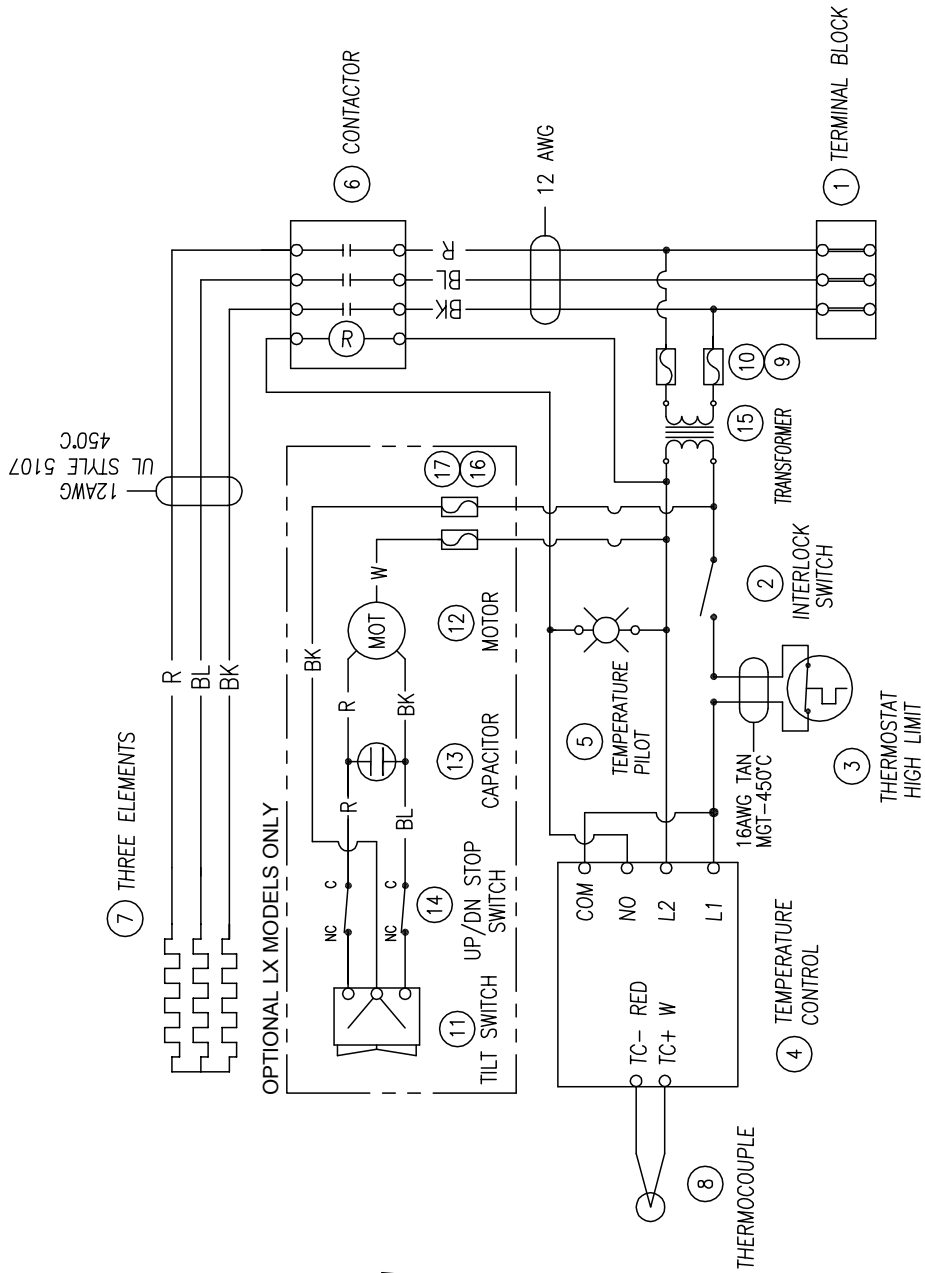 7 THREE ELEMENTS
R
BL
BK
12AWG
UL STYLE 5107
450°C
6 CONTACTOR
R
R
BL
BK
12 AWG
1 TERMINAL BLOCK
OPTIONAL LX MODELS ONLY
11
TILT SWITCH
NC
C
NC
C
14
UP/DN STOP
SWITCH
R
BL
13
CAPACITOR
R
BK
BK
MOT
W
12
MOTOR
17 16
10 9
15
TRANSFORMER
5
TEMPERATURE
PILOT
2
INTERLOCK
SWITCH
16AWG TAN
MGT-450°C
3
THERMOSTAT
HIGH LIMIT
COM
NO
L2
L1
TC- RED
TC+ W
4 TEMPERATURE
CONTROL
8
THERMOCOUPLE